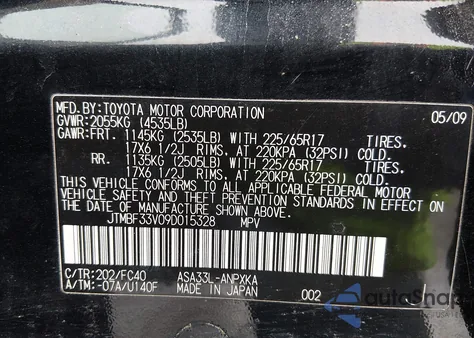 MFD.BY:TOYOTA MOTOR CORPORATION 05/09
GVWR:2055KG (4535LB)
GAWR:FRT. 1145KG (2535LB) WITH 225/65R17 TIRES.
17X6 1/2J RIMS, AT 220KPA (32PSI) COLD.
RR. 1135KG (2505LB) WITH 225/65R17 TIRES.
17X6 1/2J RIMS, AT 220KPA (32PSI) COLD.
THIS VEHICLE CONFORMS TO ALL APPLICABLE FEDERAL MOTOR
VEHICLE SAFETY AND THEFT PREVENTION STANDARDS IN EFFECT
ON THE DATE OF MANUFACTURE SHOWN ABOVE.
JTMBF33V09D015328 MPV
C/TR:202/FC40 ASA33L-ANPXKA
A/TM:-07A/U140F MADE IN JAPAN 002
autoSnap